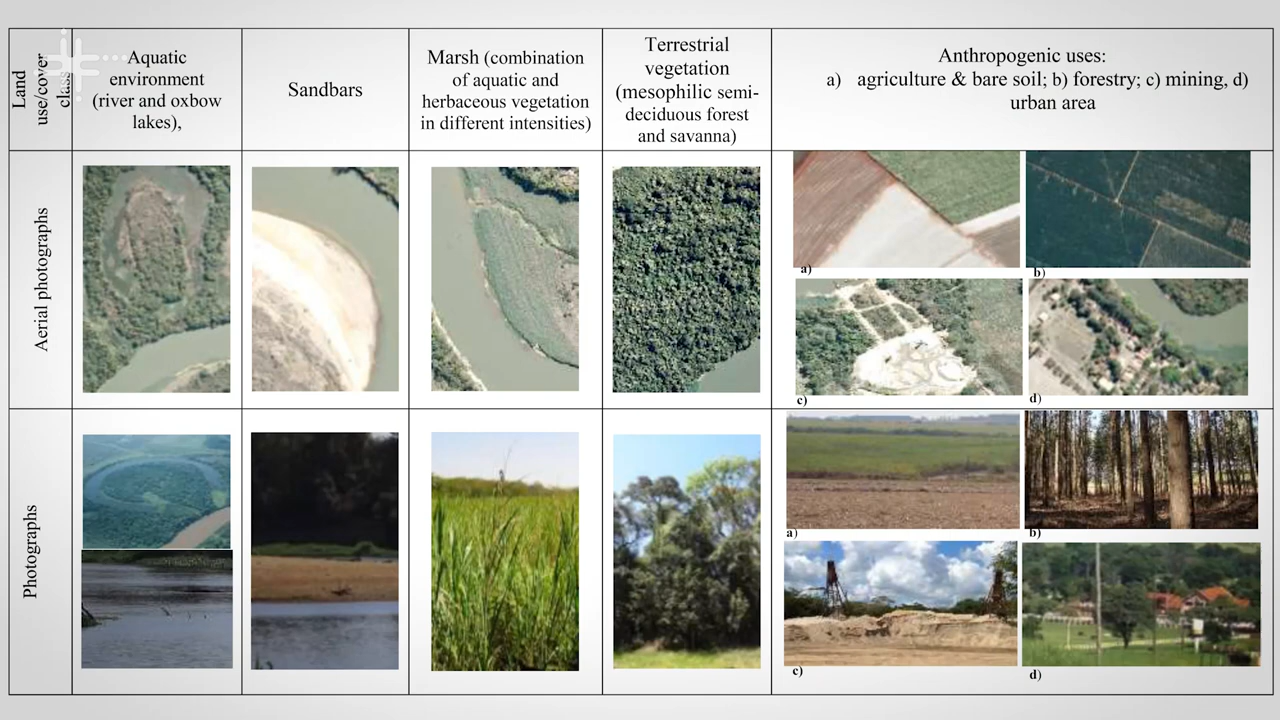 Land
use/cover
class
Aquatic
environment
(river and oxbow
lakes),
Sandbars
Marsh (combination
of aquatic and
herbaceous vegetation
in different intensities)
Terrestrial
vegetation
(mesophilic semi-
deciduous forest
and savanna)
Anthropogenic uses:
a) agriculture & bare soil; b) forestry; c) mining, d)
urban area
Aerial photographs
a)
b)
c)
d)
Photographs
a)
b)
c)
d)